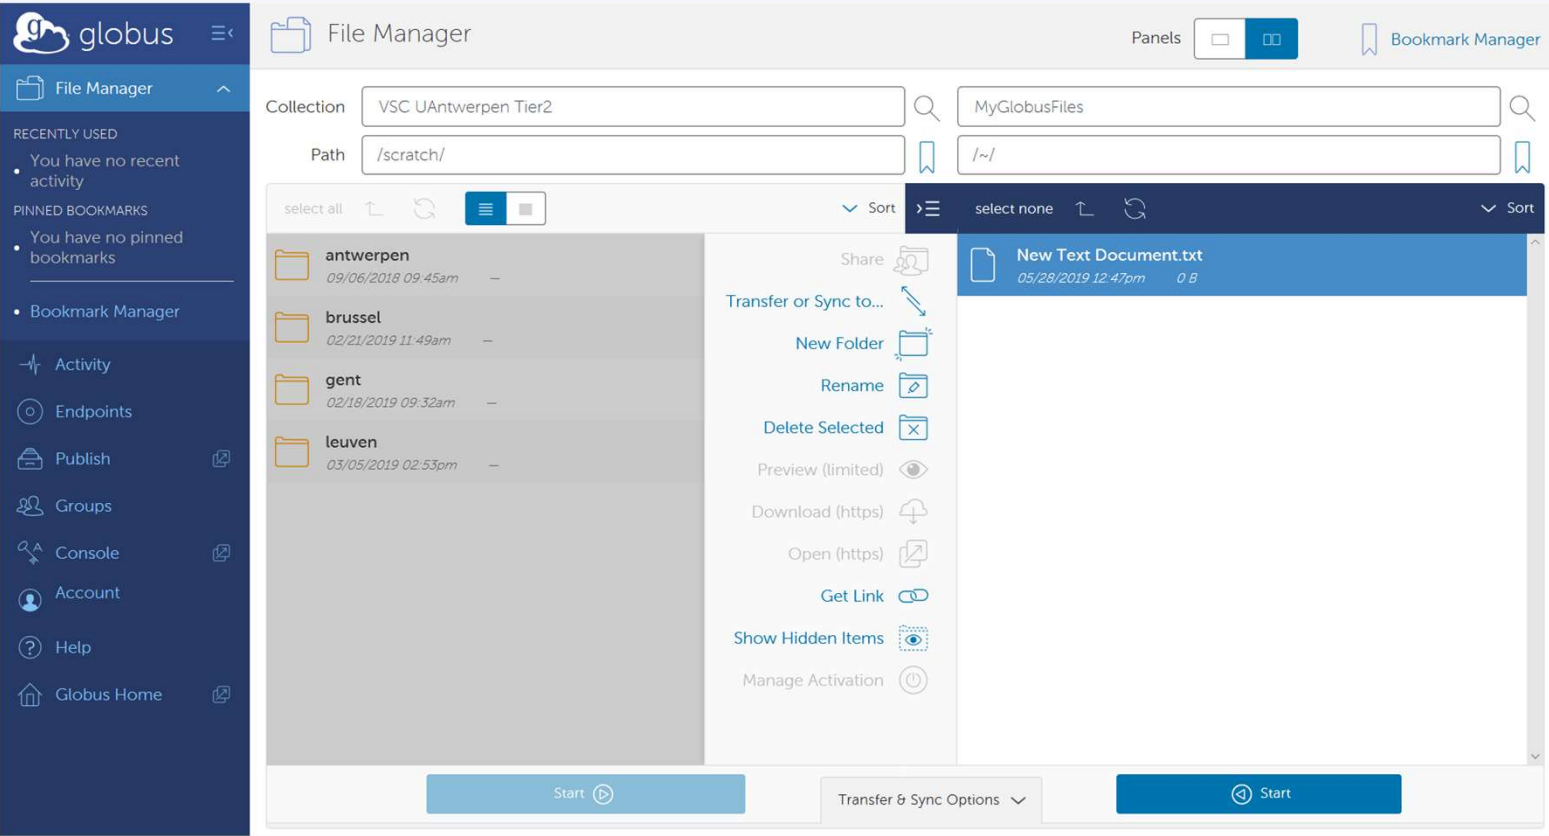 globus
File Manager
RECENTLY USED
You have no recent
activity
PINNED BOOKMARKS
You have no pinned
bookmarks
Bookmark Manager
Activity
Endpoints
Publish
Groups
Console
Account
Help
Globus Home
File Manager
Panels
Bookmark Manager
Collection
VSC UAntwerpen Tier2
MyGlobusFiles
Path
/scratch/
/~/
select all
Sort
select none
Sort
antwerpen
09/06/2018 09:45am —
brussel
02/21/2019 11:49am —
gent
02/18/2019 09:32am —
leuven
03/05/2019 02:53pm —
Share
Transfer or Sync to...
New Folder
Rename
Delete Selected
Preview (limited)
Download (https)
Open (https)
Get Link
Show Hidden Items
Manage Activation
New Text Document.txt
05/28/2019 12:47pm 0 B
Start
Transfer & Sync Options
Start